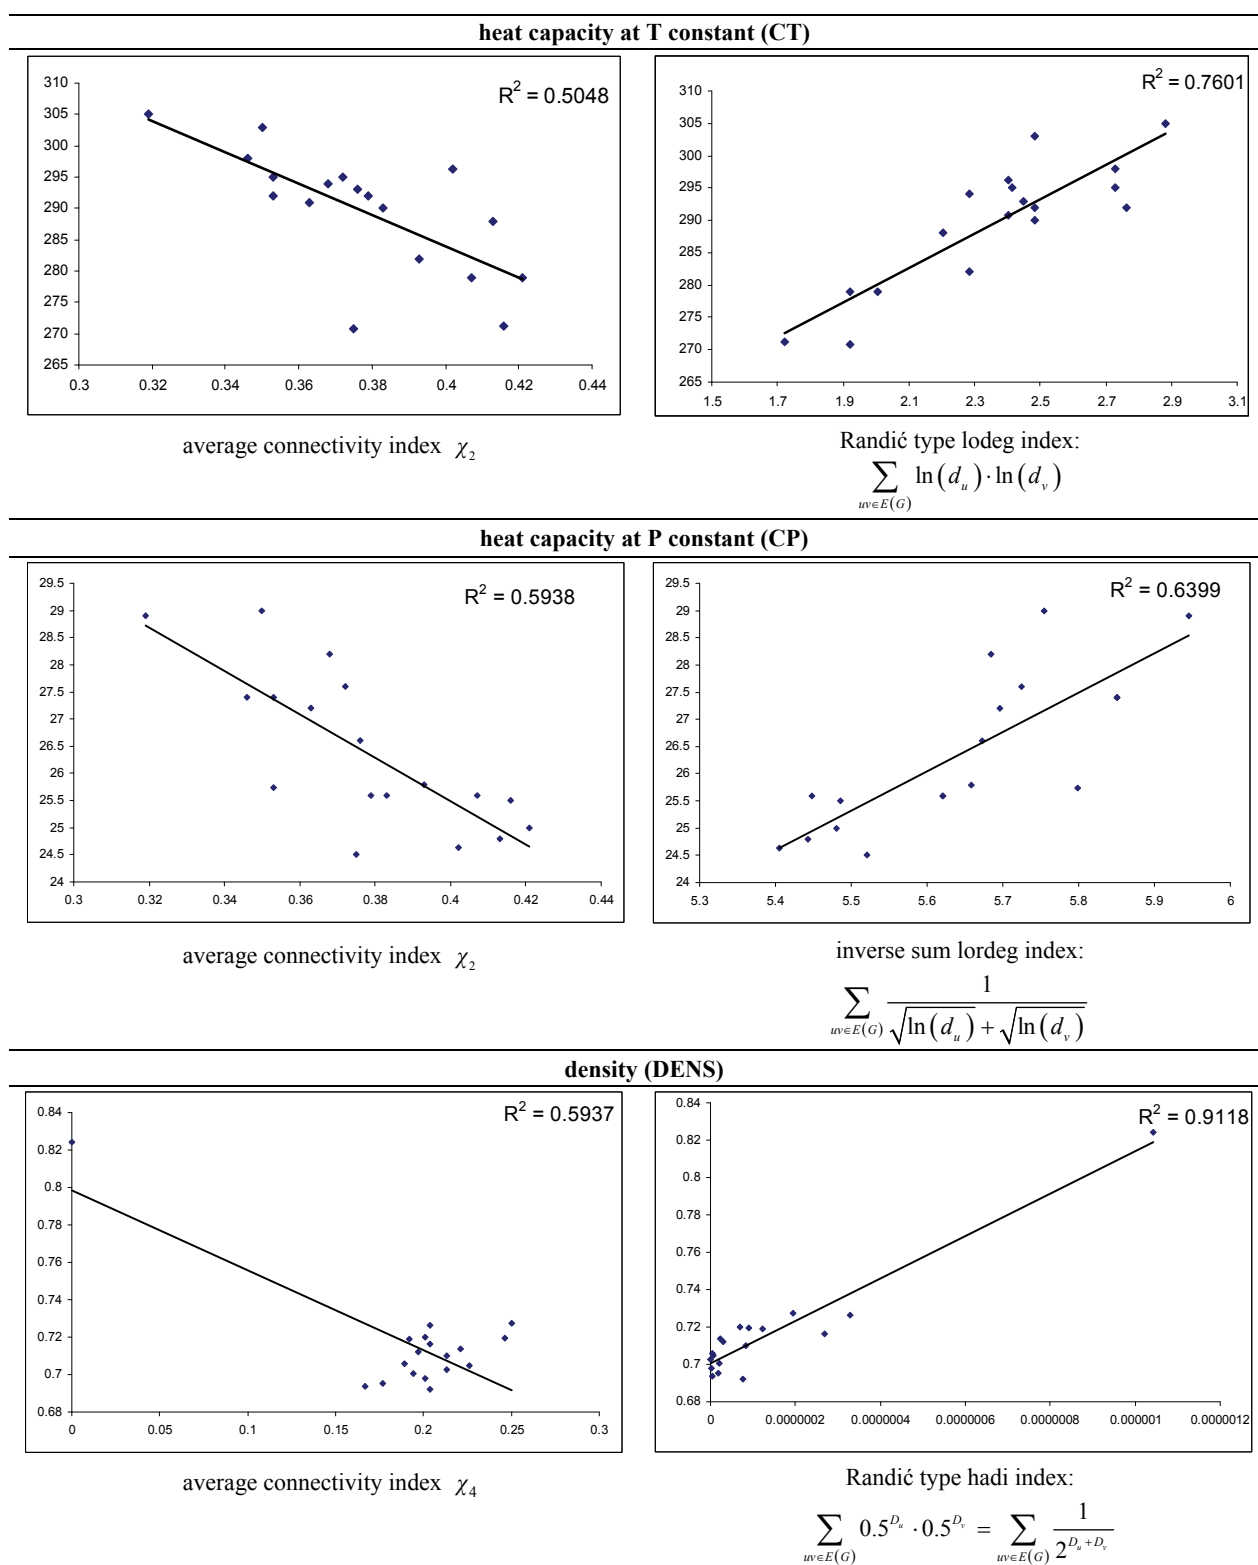 heat capacity at T constant (CT)
R² = 0.5048
310
305
300
295
290
285
280
275
270
265
0.3 0.32 0.34 0.36 0.38 0.4 0.42 0.44
average connectivity index χ₂
R² = 0.7601
310
305
300
295
290
285
280
275
270
265
1.5 1.7 1.9 2.1 2.3 2.5 2.7 2.9 3.1
Randić type lodeg index:
∑ ln(d_u)·ln(d_v)
uv∈E(G)
heat capacity at P constant (CP)
R² = 0.5938
29.5
29
28.5
28
27.5
27
26.5
26
25.5
25
24.5
24
0.3 0.32 0.34 0.36 0.38 0.4 0.42 0.44
average connectivity index χ₂
R² = 0.6399
29.5
29
28.5
28
27.5
27
26.5
26
25.5
25
24.5
24
5.3 5.4 5.5 5.6 5.7 5.8 5.9 6
inverse sum lordeg index:
∑ 1 / (√ln(d_u) + √ln(d_v))
uv∈E(G)
density (DENS)
R² = 0.5937
0.84
0.82
0.8
0.78
0.76
0.74
0.72
0.7
0.68
0 0.05 0.1 0.15 0.2 0.25 0.3
average connectivity index χ₄
R² = 0.9118
0.84
0.82
0.8
0.78
0.76
0.74
0.72
0.7
0.68
0 0.0000002 0.0000004 0.0000006 0.0000008 0.000001 0.0000012
Randić type hadi index:
∑ 0.5^{D_u} · 0.5^{D_v} = ∑ 1 / 2^{D_u+D_v}
uv∈E(G) uv∈E(G)